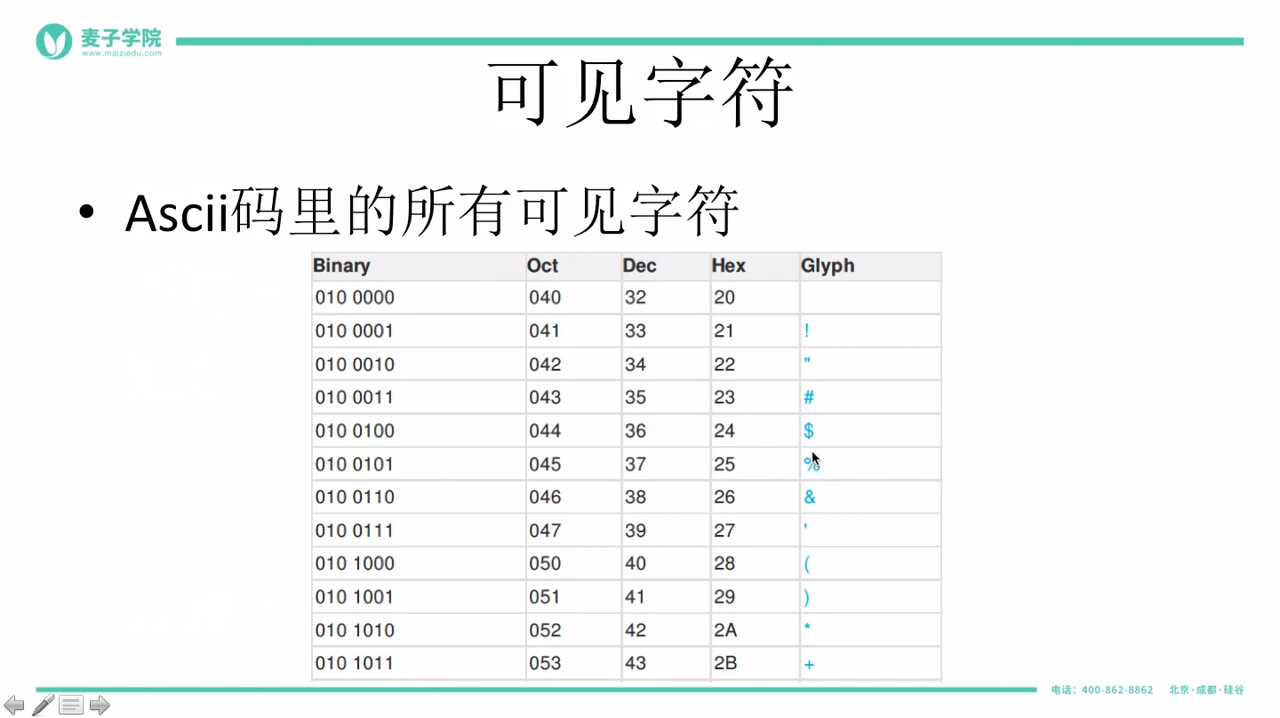 麦子学院
www.maiziedu.com
可见字符
• Ascii码里的所有可见字符
Binary Oct Dec Hex Glyph
010 0000 040 32 20
010 0001 041 33 21 !
010 0010 042 34 22 "
010 0011 043 35 23 #
010 0100 044 36 24 $
010 0101 045 37 25 %
010 0110 046 38 26 &
010 0111 047 39 27 '
010 1000 050 40 28 (
010 1001 051 41 29 )
010 1010 052 42 2A *
010 1011 053 43 2B +
电话：400-862-8862 北京·成都·硅谷